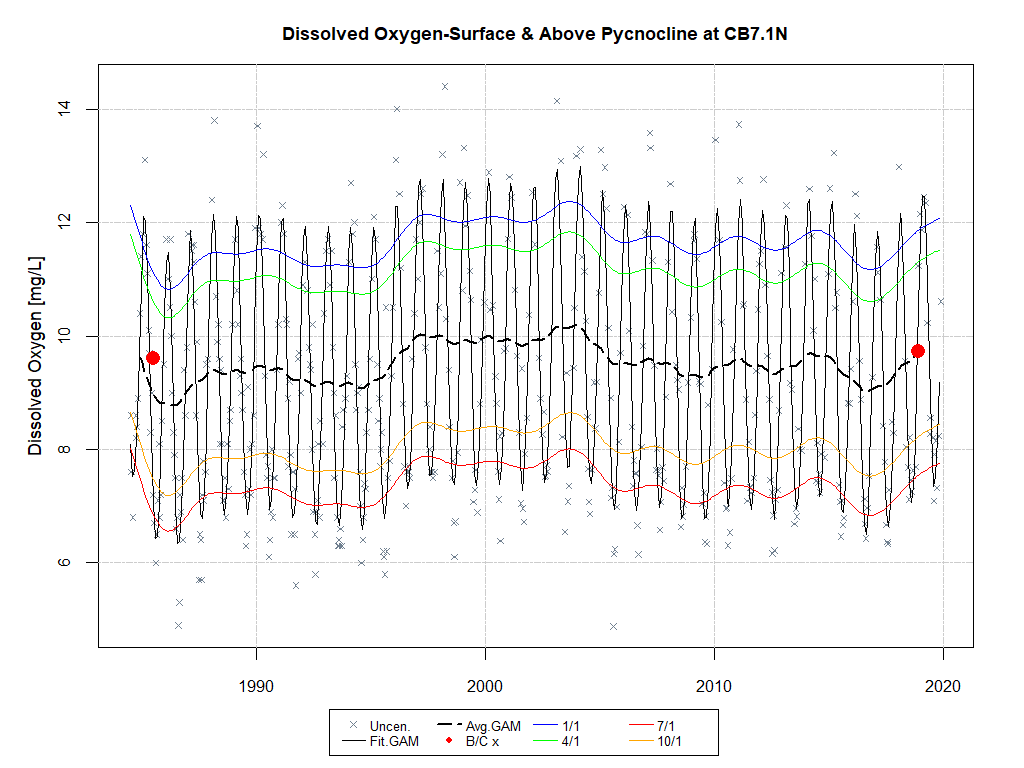 Dissolved Oxygen-Surface & Above Pycnocline at CB7.1N
Dissolved Oxygen [mg/L]
14
12
10
8
6
1990 2000 2010 2020
Uncen. Avg.GAM 1/1 7/1
Fit.GAM B/C x 4/1 10/1